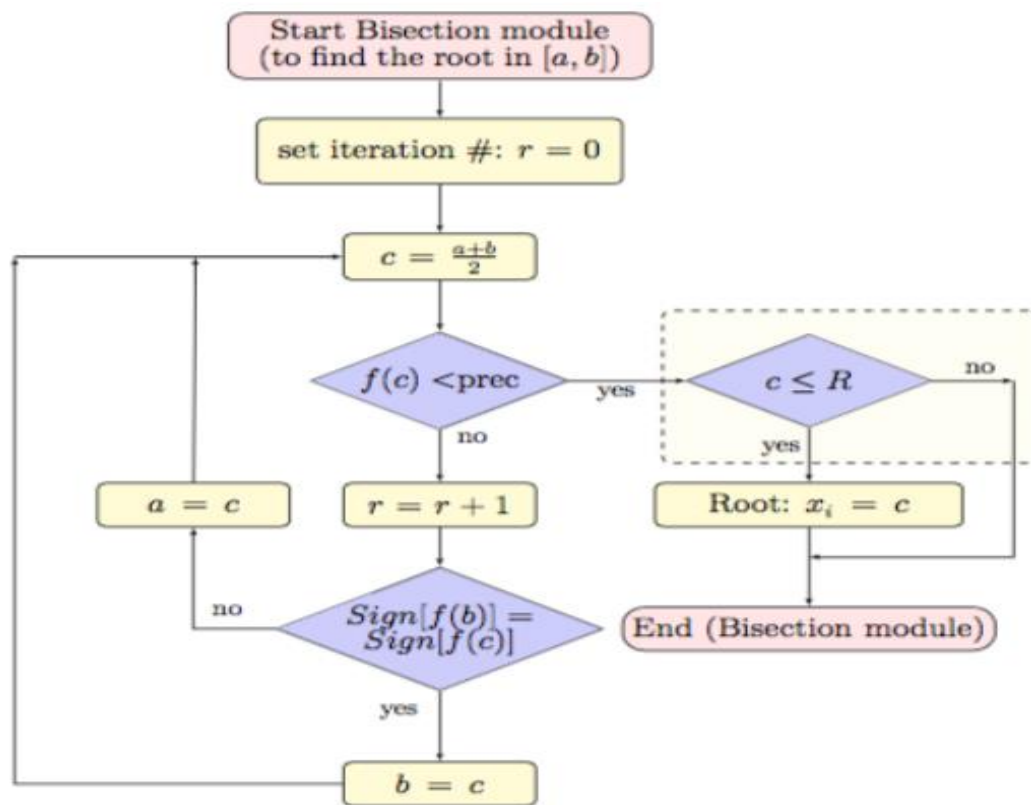 Start Bisection module
(to find the root in [a, b])
set iteration #: r = 0
c = \frac{a+b}{2}
f(c) <prec
yes
c ≤ R
no
no
yes
a = c
r = r + 1
Root: x_i = c
no
Sign[f(b)] =
Sign[f(c)]
End (Bisection module)
yes
b = c